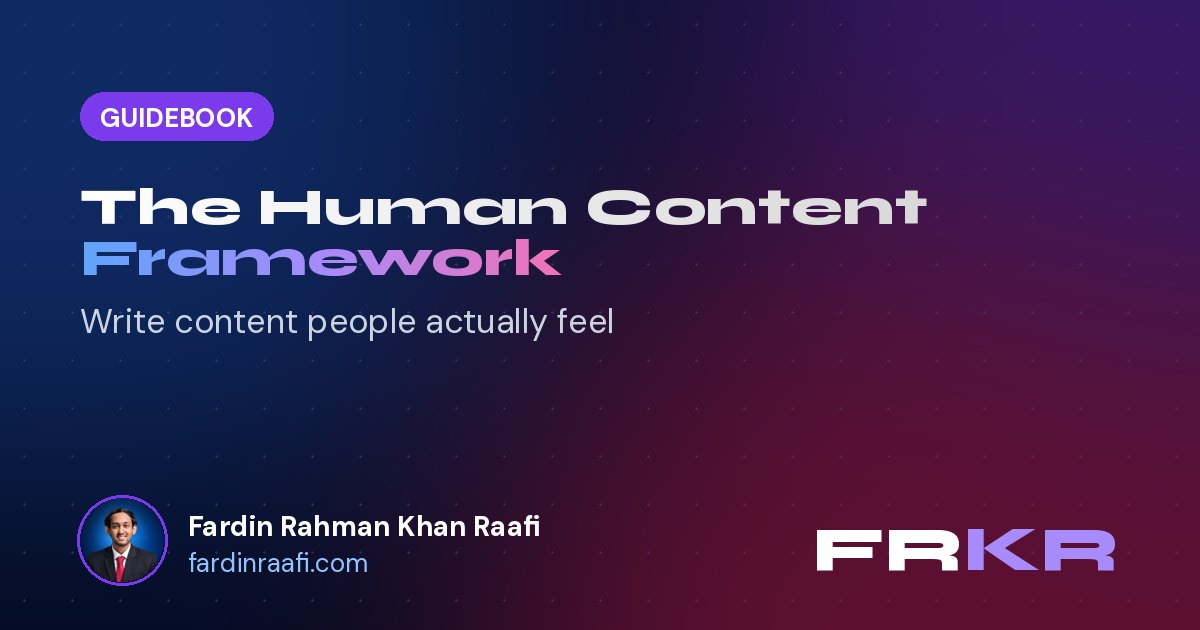 GUIDEBOOK
The Human Content
Framework
Write content people actually feel
Fardin Rahman Khan Raafi
fardinraafi.com
FRKR